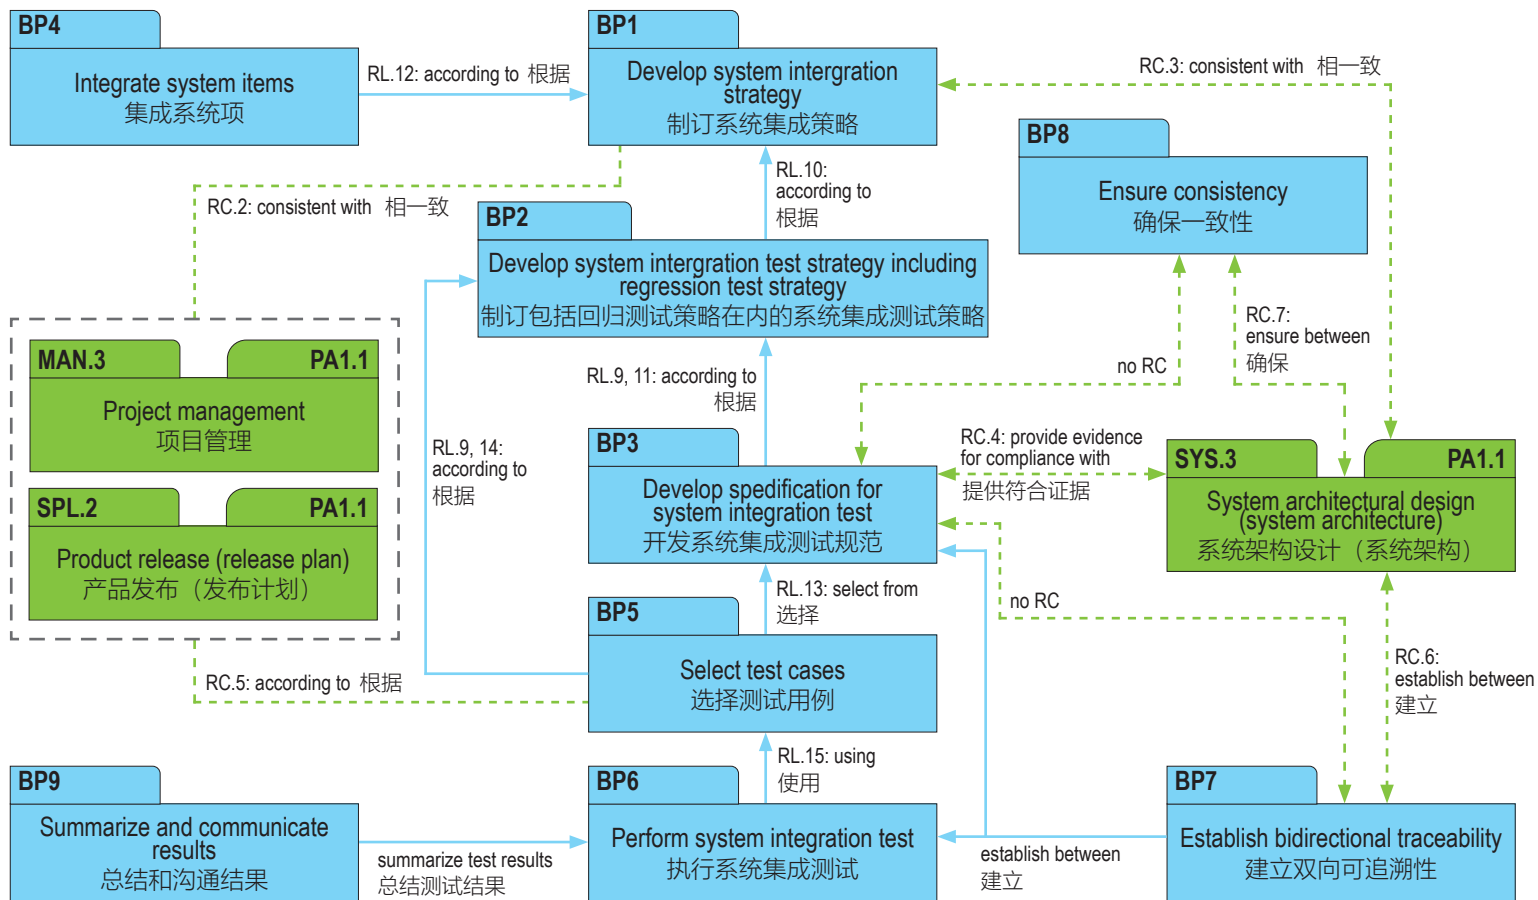 BP4
Integrate system items
集成系统项
RL.12: according to 根据
BP1
Develop system intergration
strategy
制订系统集成策略
RC.3: consistent with 相一致
BP8
Ensure consistency
确保一致性
RL.10:
according to
根据
RC.2: consistent with 相一致
BP2
Develop system intergration test strategy including
regression test strategy
制订包括回归测试策略在内的系统集成测试策略
RC.7:
ensure between
确保
no RC
MAN.3
PA1.1
Project management
项目管理
RL.9, 11: according to
根据
RL.9, 14:
according to
根据
BP3
Develop spedification for
system integration test
开发系统集成测试规范
RC.4: provide evidence
for compliance with
提供符合证据
SYS.3
PA1.1
System architectural design
(system architecture)
系统架构设计（系统架构）
SPL.2
PA1.1
Product release (release plan)
产品发布（发布计划）
RL.13: select from
选择
no RC
BP5
Select test cases
选择测试用例
RC.5: according to 根据
RC.6:
establish between
建立
RL.15: using
使用
BP9
Summarize and communicate
results
总结和沟通结果
summarize test results
总结测试结果
BP6
Perform system integration test
执行系统集成测试
establish between
建立
BP7
Establish bidirectional traceability
建立双向可追溯性